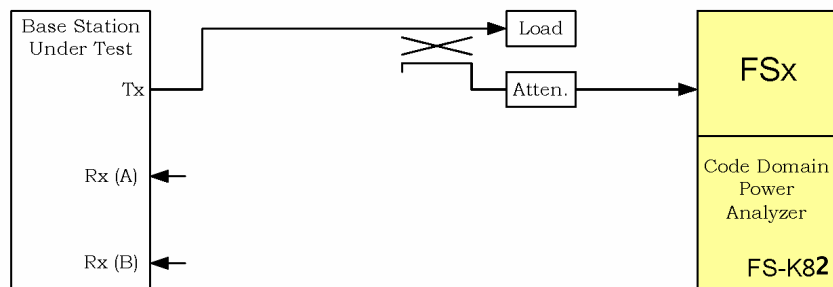 Base Station
Under Test
Tx
Rx (A)
Rx (B)
Load
Atten.
FSx
Code Domain
Power
Analyzer
FS-K82